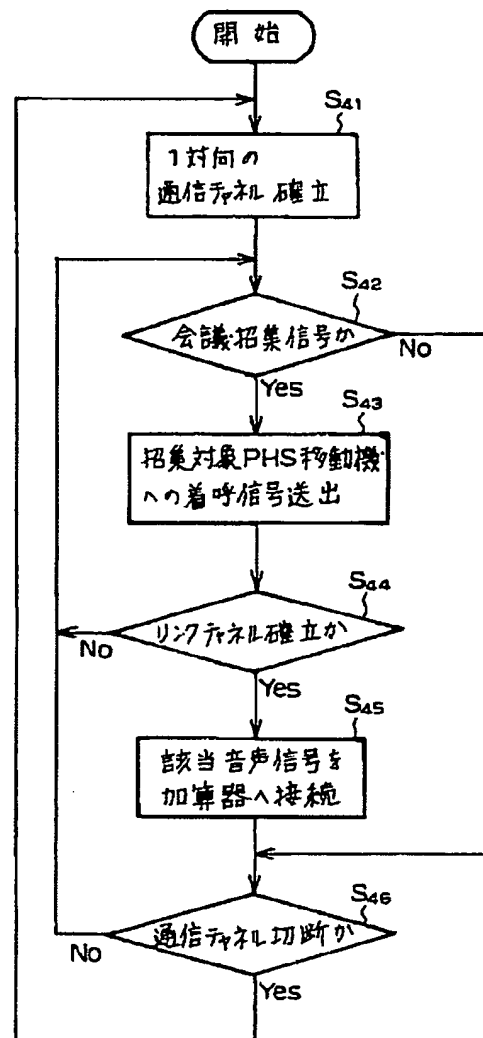 開始
S41
1対向の
通信チャネル確立
S42
会議招集信号か
No
Yes
S43
招集対象PHS移動機
への着呼信号送出
S44
リンクチャネル確立か
No
Yes
S45
該当音声信号を
加算器へ接続
S46
通信チャネル切断か
No
Yes